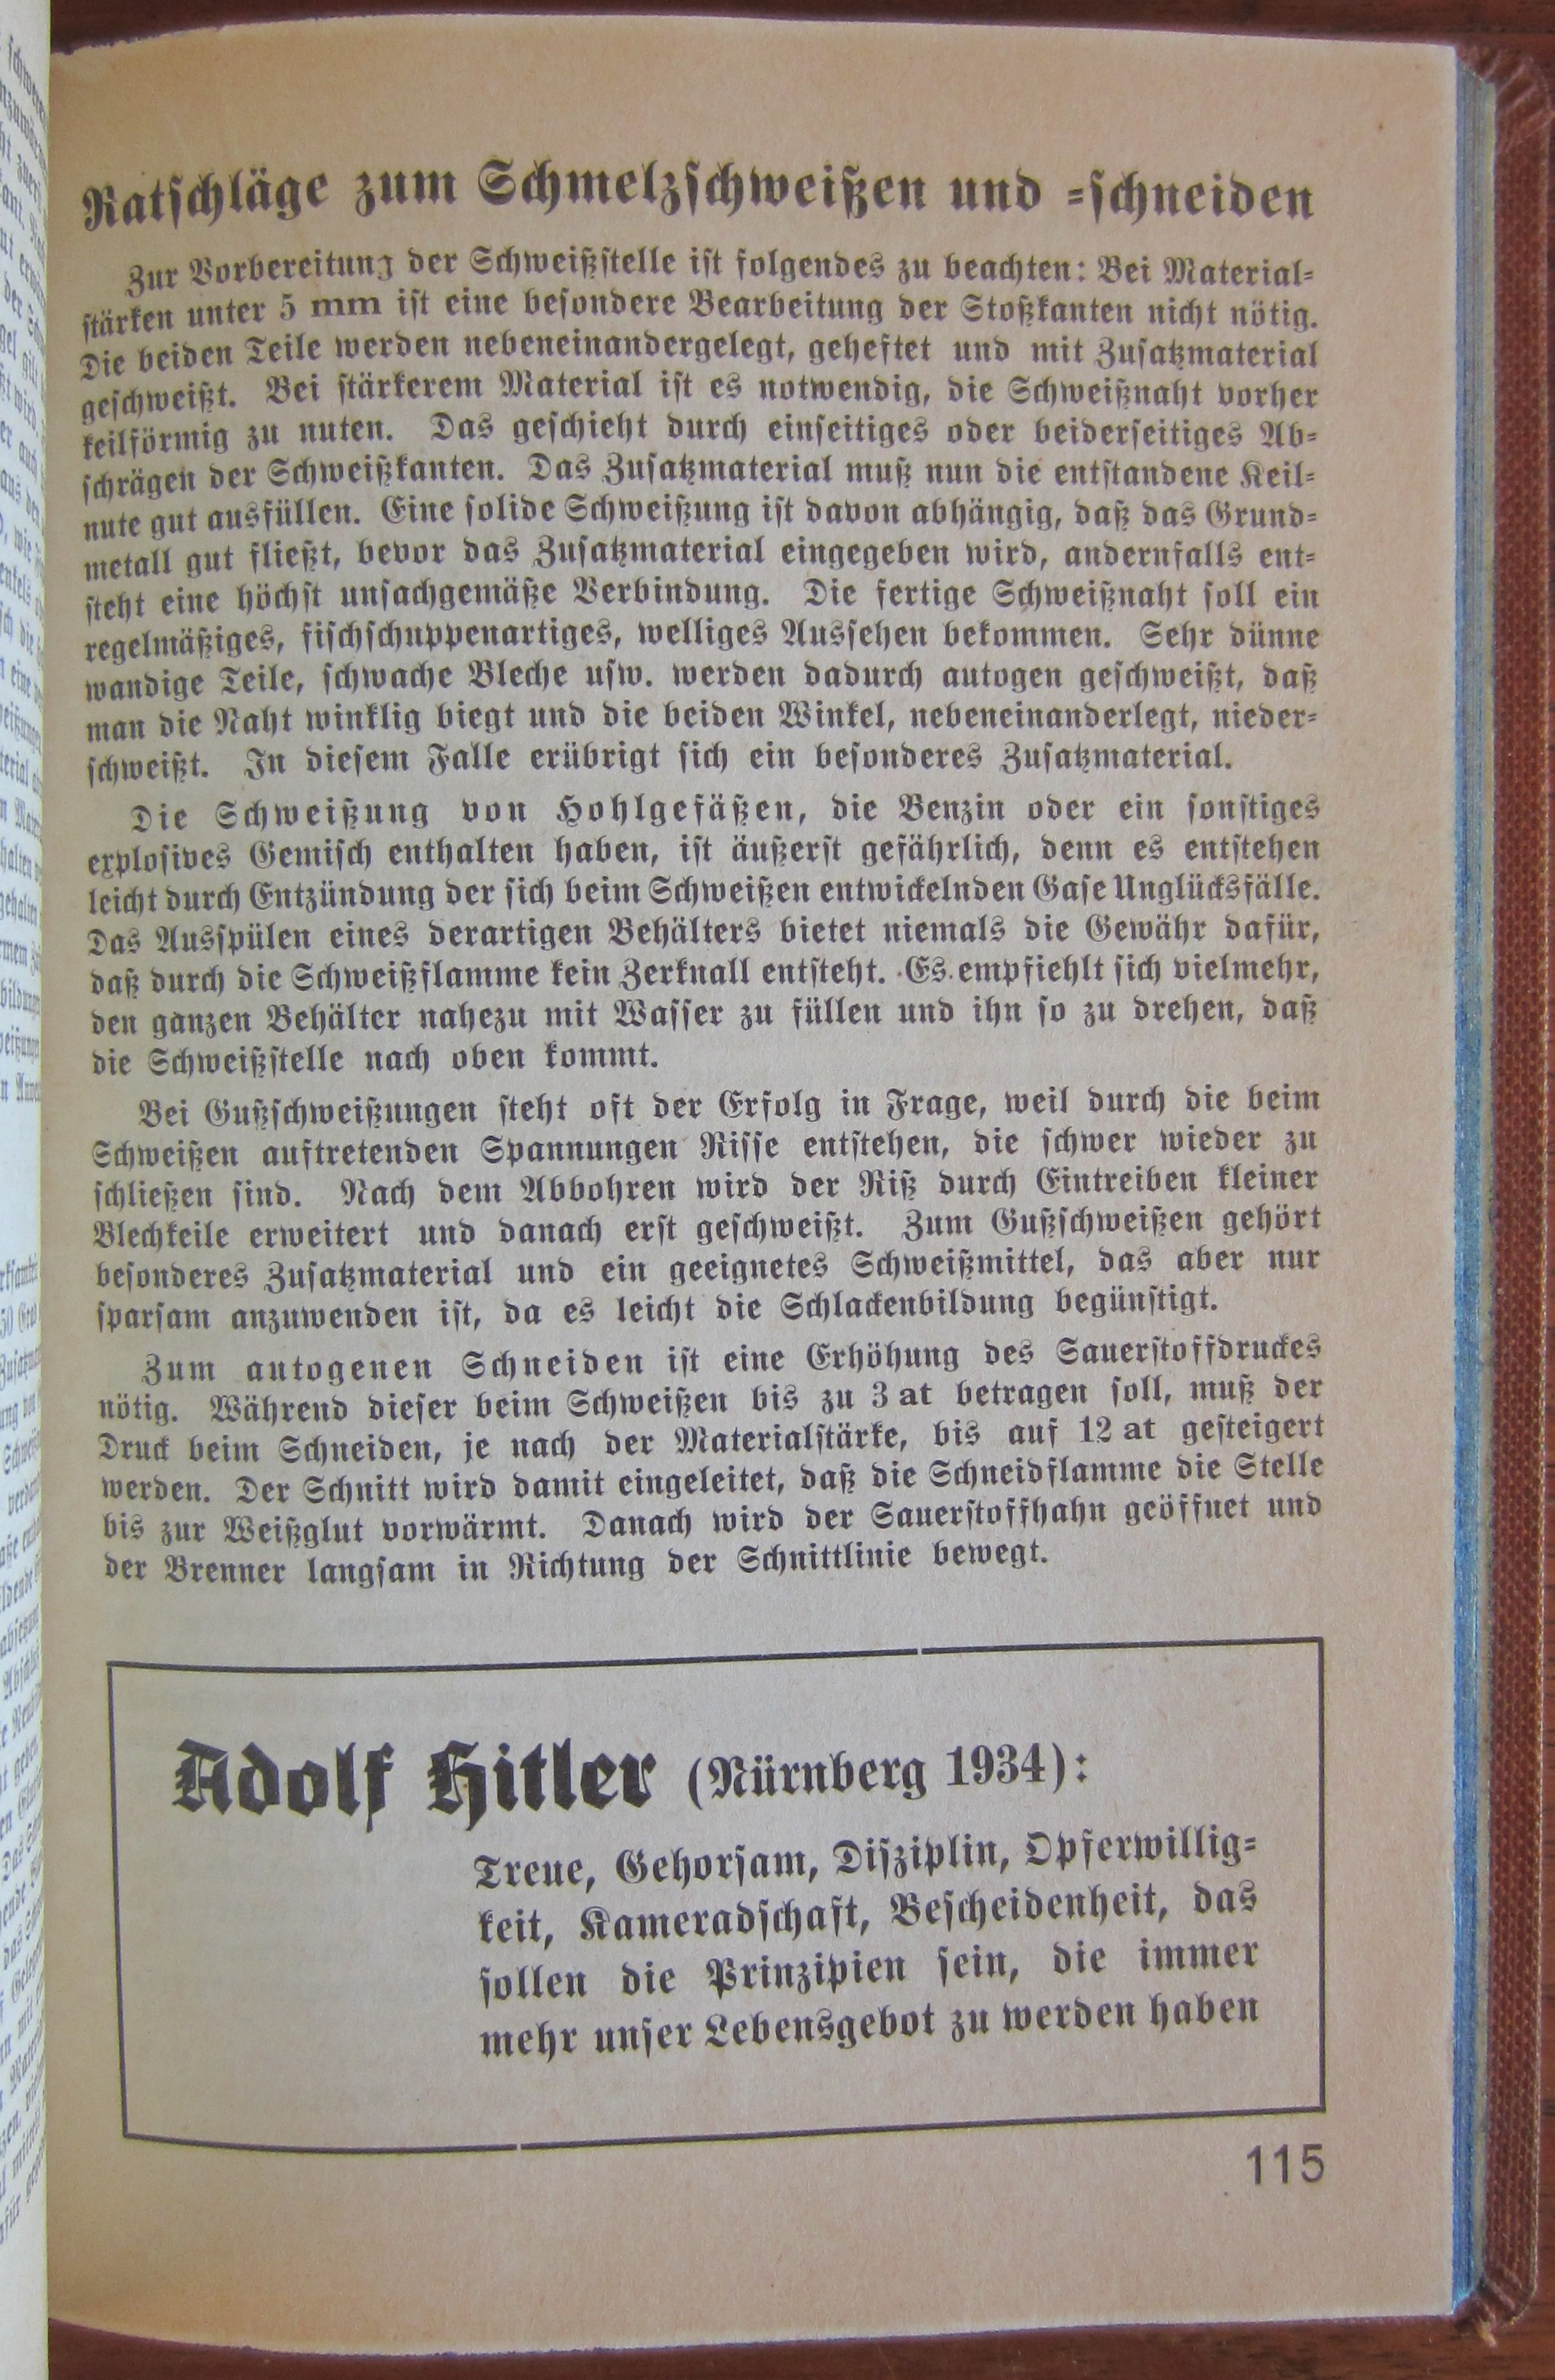 Ratschläge zum Schmelzschweißen und =schneiden
Zur Vorbereitung der Schweißstelle ist folgendes zu beachten: Bei Material=
stärken unter 5 mm ist eine besondere Bearbeitung der Stoßkanten nicht nötig.
Die beiden Teile werden nebeneinandergelegt, geheftet und mit Zusatzmaterial
geschweißt. Bei stärkerem Material ist es notwendig, die Schweißnaht vorher
keilförmig zu nuten. Das geschieht durch einseitiges oder beiderseitiges Ab=
schrägen der Schweißkanten. Das Zusatzmaterial muß nun die entstandene Keil=
nute gut ausfüllen. Eine solide Schweißung ist davon abhängig, daß das Grund=
metall gut fließt, bevor das Zusatzmaterial eingegeben wird, andernfalls ent=
steht eine höchst unsachgemäße Verbindung. Die fertige Schweißnaht soll ein
regelmäßiges, fischschuppenartiges, welliges Aussehen bekommen. Sehr dünne
wandige Teile, schwache Bleche usw. werden dadurch autogen geschweißt, daß
man die Naht winklig biegt und die beiden Winkel, nebeneinanderlegt, nieder=
schweißt. In diesem Falle erübrigt sich ein besonderes Zusatzmaterial.
Die Schweißung von Hohlgefäßen, die Benzin oder ein sonstiges
explosives Gemisch enthalten haben, ist äußerst gefährlich, denn es entstehen
leicht durch Entzündung der sich beim Schweißen entwickelnden Gase Unglücksfälle.
Das Ausspülen eines derartigen Behälters bietet niemals die Gewähr dafür,
daß durch die Schweißflamme kein Zerknall entsteht. Es empfiehlt sich vielmehr,
den ganzen Behälter nahezu mit Wasser zu füllen und ihn so zu drehen, daß
die Schweißstelle nach oben kommt.
Bei Gußschweißungen steht oft der Erfolg in Frage, weil durch die beim
Schweißen auftretenden Spannungen Risse entstehen, die schwer wieder zu
schließen sind. Nach dem Abbohren wird der Riß durch Eintreiben kleiner
Blechkeile erweitert und danach erst geschweißt. Zum Gußschweißen gehört
besonderes Zusatzmaterial und ein geeignetes Schweißmittel, das aber nur
sparsam anzuwenden ist, da es leicht die Schlackenbildung begünstigt.
Zum autogenen Schneiden ist eine Erhöhung des Sauerstoffdruckes
nötig. Während dieser beim Schweißen bis zu 3 at betragen soll, muß der
Druck beim Schneiden, je nach der Materialstärke, bis auf 12 at gesteigert
werden. Der Schnitt wird damit eingeleitet, daß die Schneidflamme die Stelle
bis zur Weißglut vorwärmt. Danach wird der Sauerstoffhahn geöffnet und
der Brenner langsam in Richtung der Schnittlinie bewegt.
Adolf Hitler (Nürnberg 1934):
Treue, Gehorsam, Disziplin, Opferwillig=
keit, Kameradschaft, Bescheidenheit, das
sollen die Prinzipien sein, die immer
mehr unser Lebensgebot zu werden haben
115